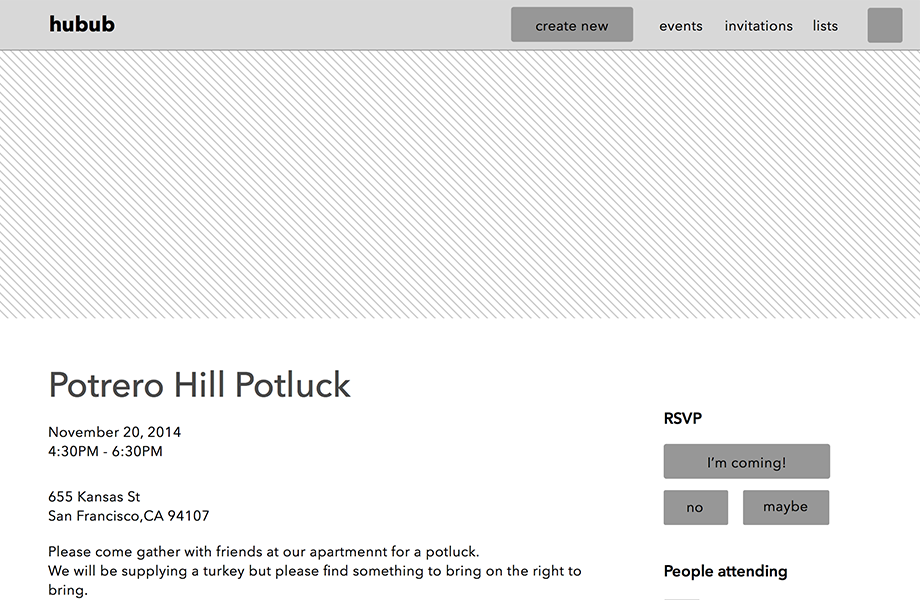 hubub
create new
events
invitations
lists
Potrero Hill Potluck
November 20, 2014
4:30PM - 6:30PM
655 Kansas St
San Francisco,CA 94107
Please come gather with friends at our apartmennt for a potluck.
We will be supplying a turkey but please find something to bring on the right to
bring.
RSVP
I’m coming!
no
maybe
People attending